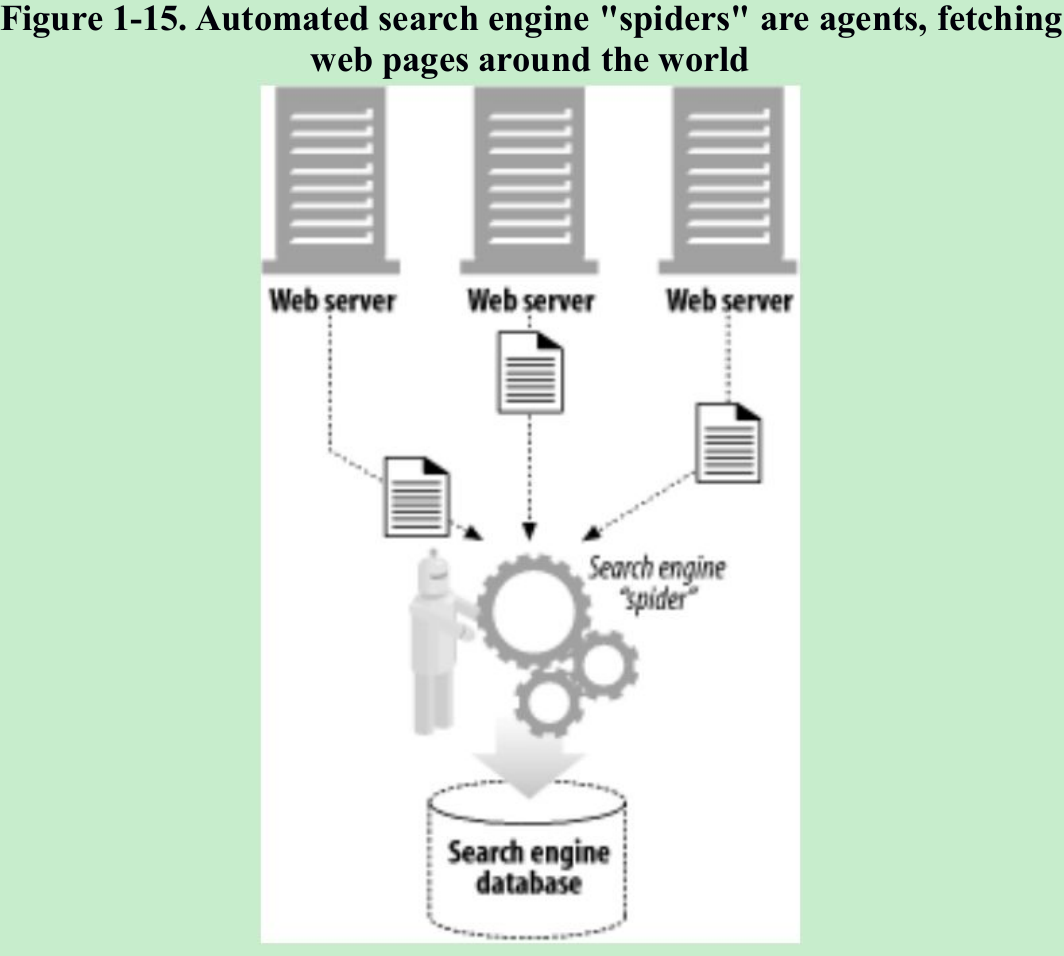 Figure 1-15. Automated search engine "spiders" are agents, fetching
web pages around the world
Web server
Web server
Web server
Search engine
“spider”
Search engine
database